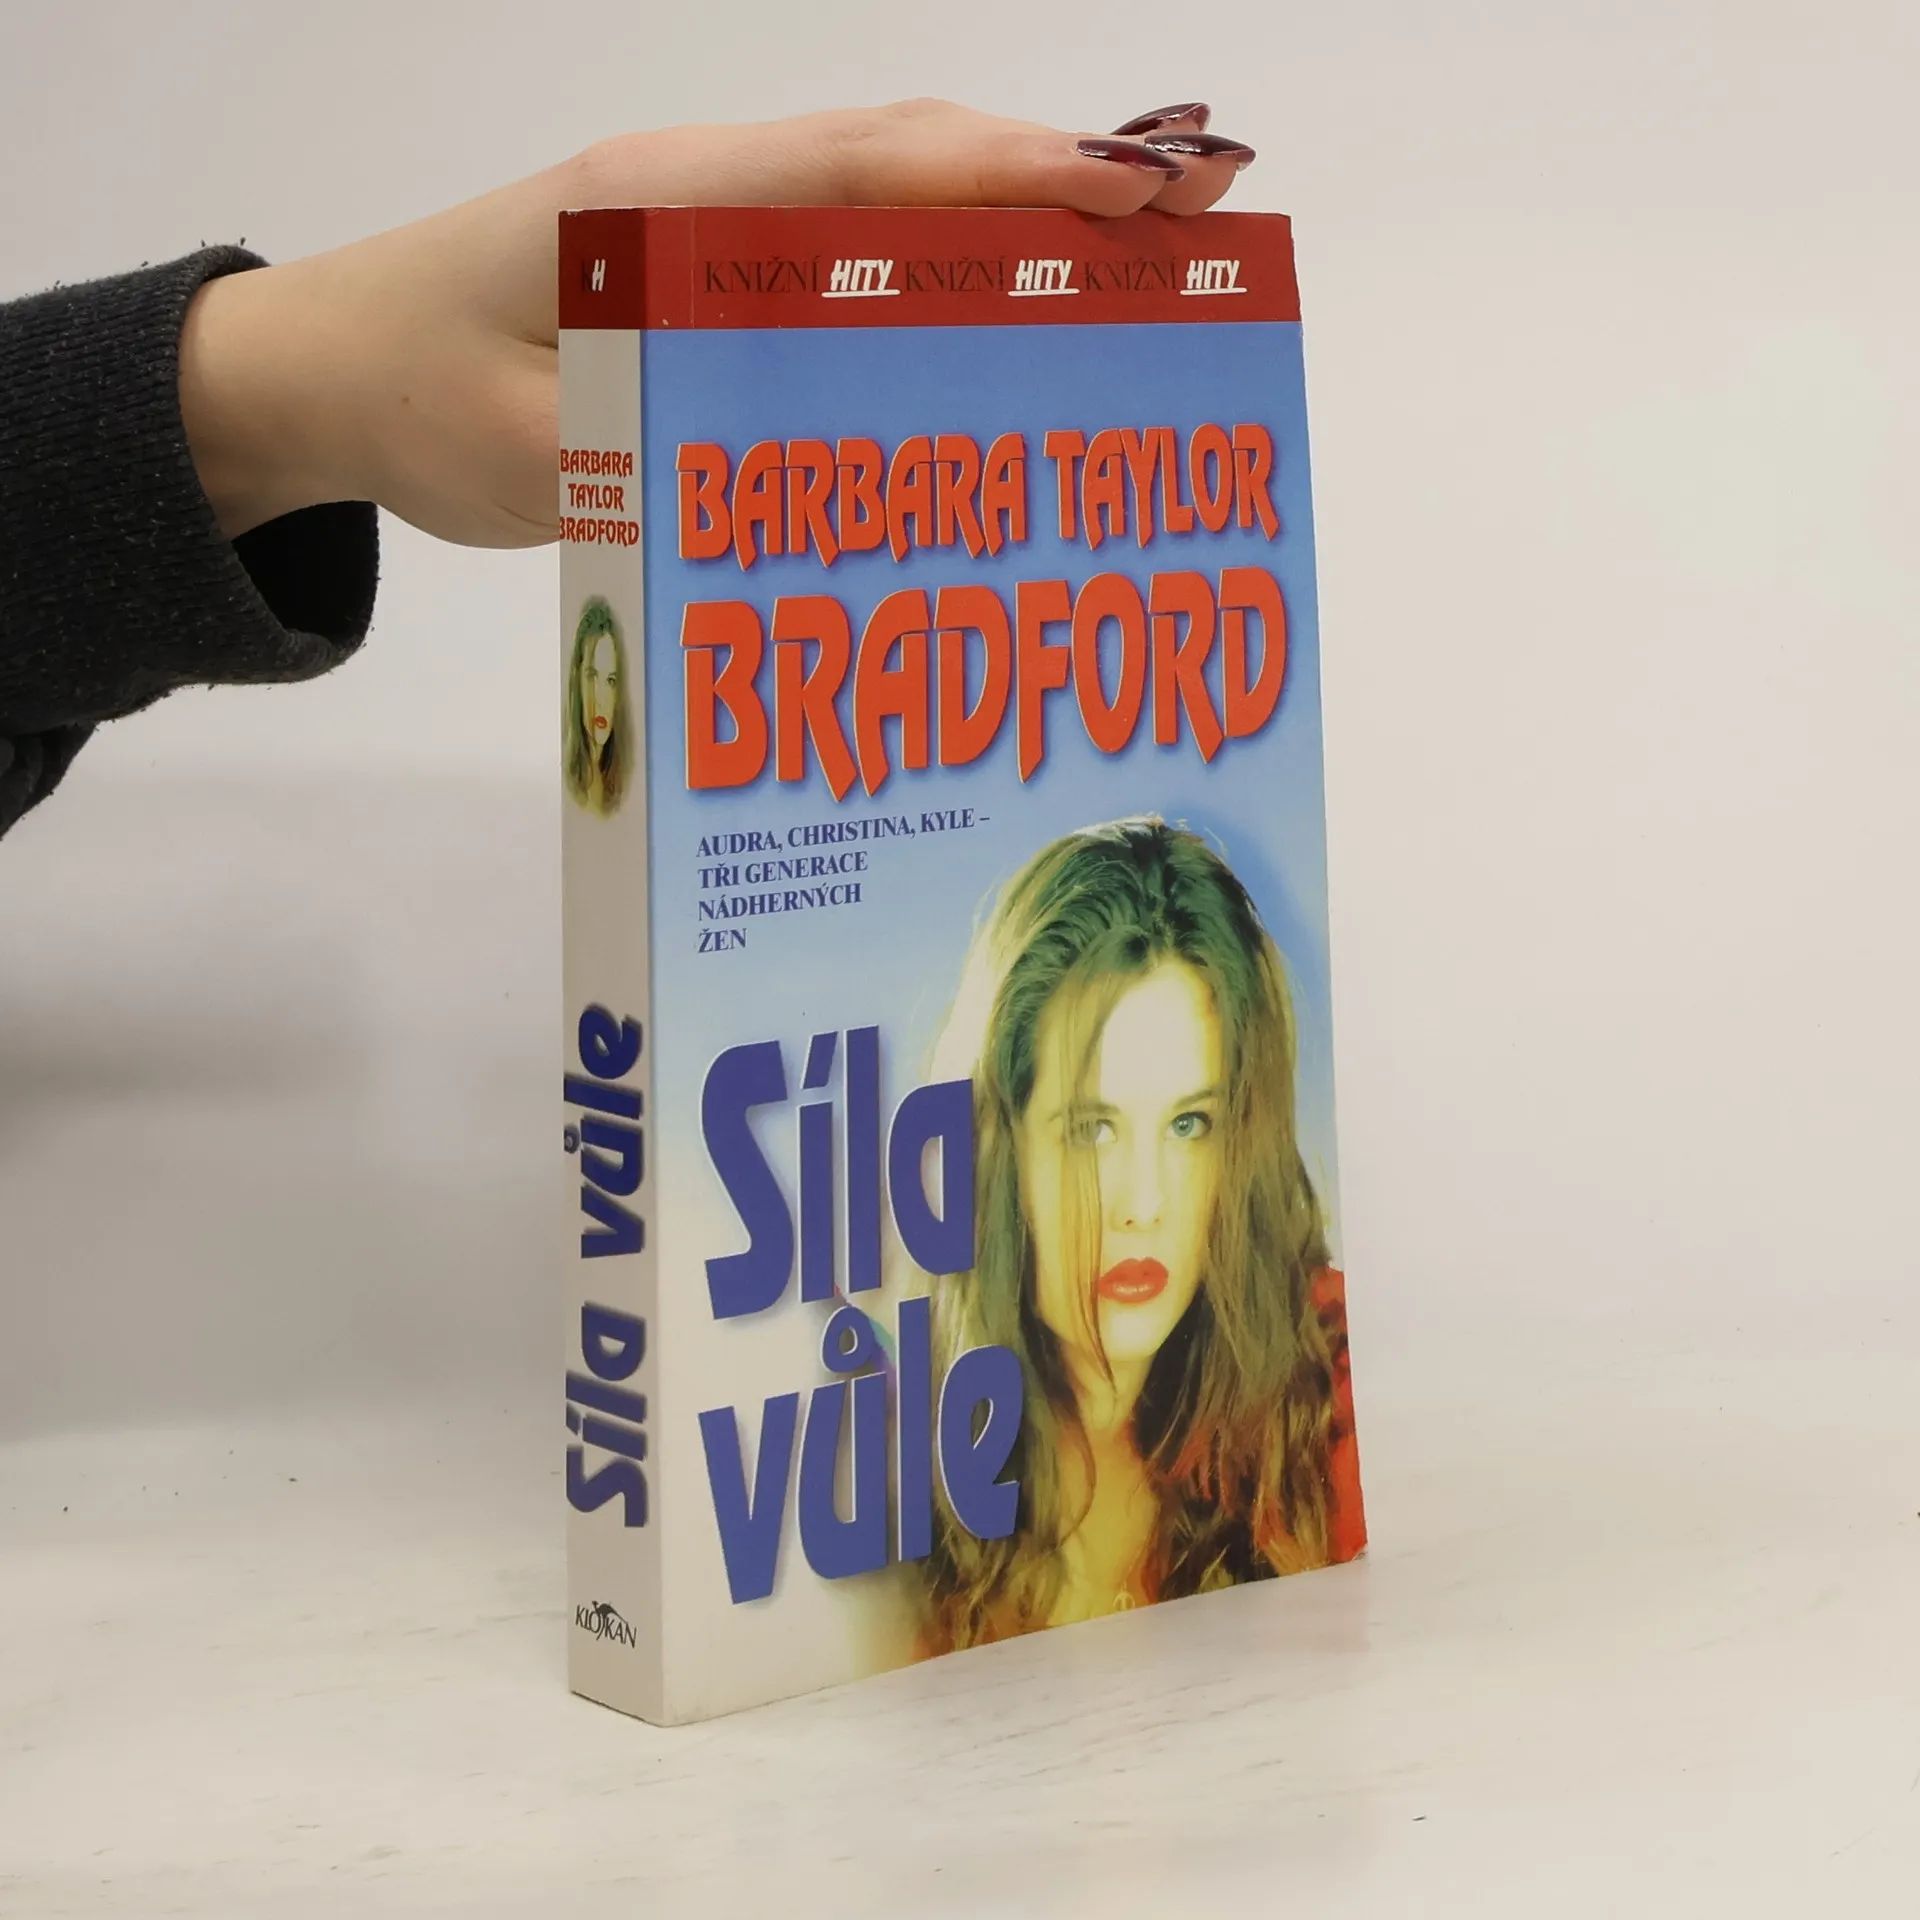 KH
BARBARA
TAYLOR
BRADFORD
Síla vůle
KLOKAN
KNIŽNÍ HITY KNIŽNÍ HITY KNIŽNÍ HITY
BARBARA TAYLOR
BRADFORD
AUDRA, CHRISTINA, KYLE –
TŘI GENERACE
NÁDHERNÝCH
ŽEN
Síla
vůle